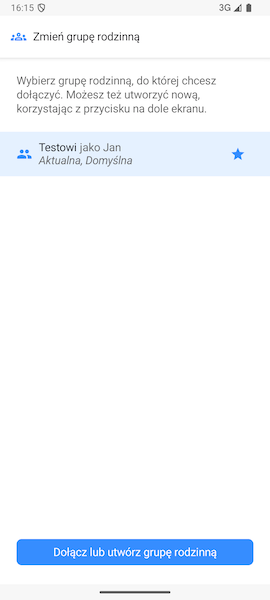 16:15 3G
Zmień grupę rodzinną
Wybierz grupę rodzinną, do której chcesz
dołączyć. Możesz też utworzyć nową,
korzystając z przycisku na dole ekranu.
Testowi jako Jan
Aktualna, Domyślna
Dołącz lub utwórz grupę rodzinną